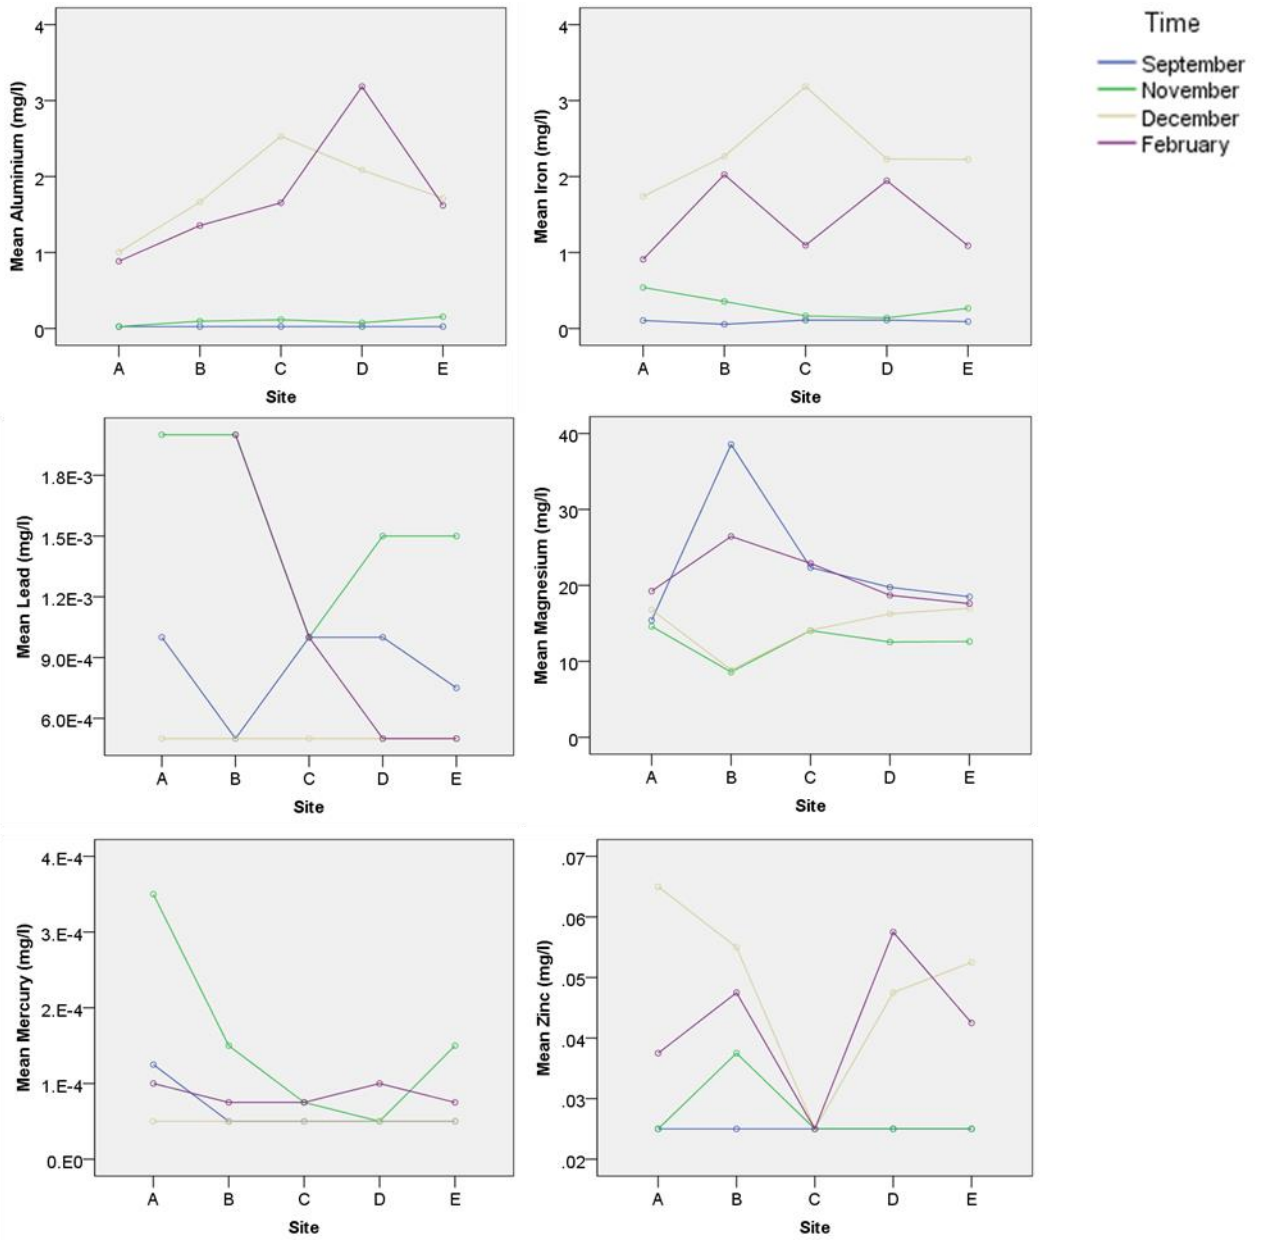 Time
September
November
December
February
Mean Aluminium (mg/l)
4
3
2
1
0
A B C D E
Site
Mean Iron (mg/l)
4
3
2
1
0
A B C D E
Site
Mean Lead (mg/l)
1.8E-3
1.5E-3
1.2E-3
9.0E-4
6.0E-4
A B C D E
Site
Mean Magnesium (mg/l)
40
30
20
10
0
A B C D E
Site
Mean Mercury (mg/l)
4.E-4
3.E-4
2.E-4
1.E-4
0.E0
A B C D E
Site
Mean Zinc (mg/l)
.07
.06
.05
.04
.03
.02
A B C D E
Site